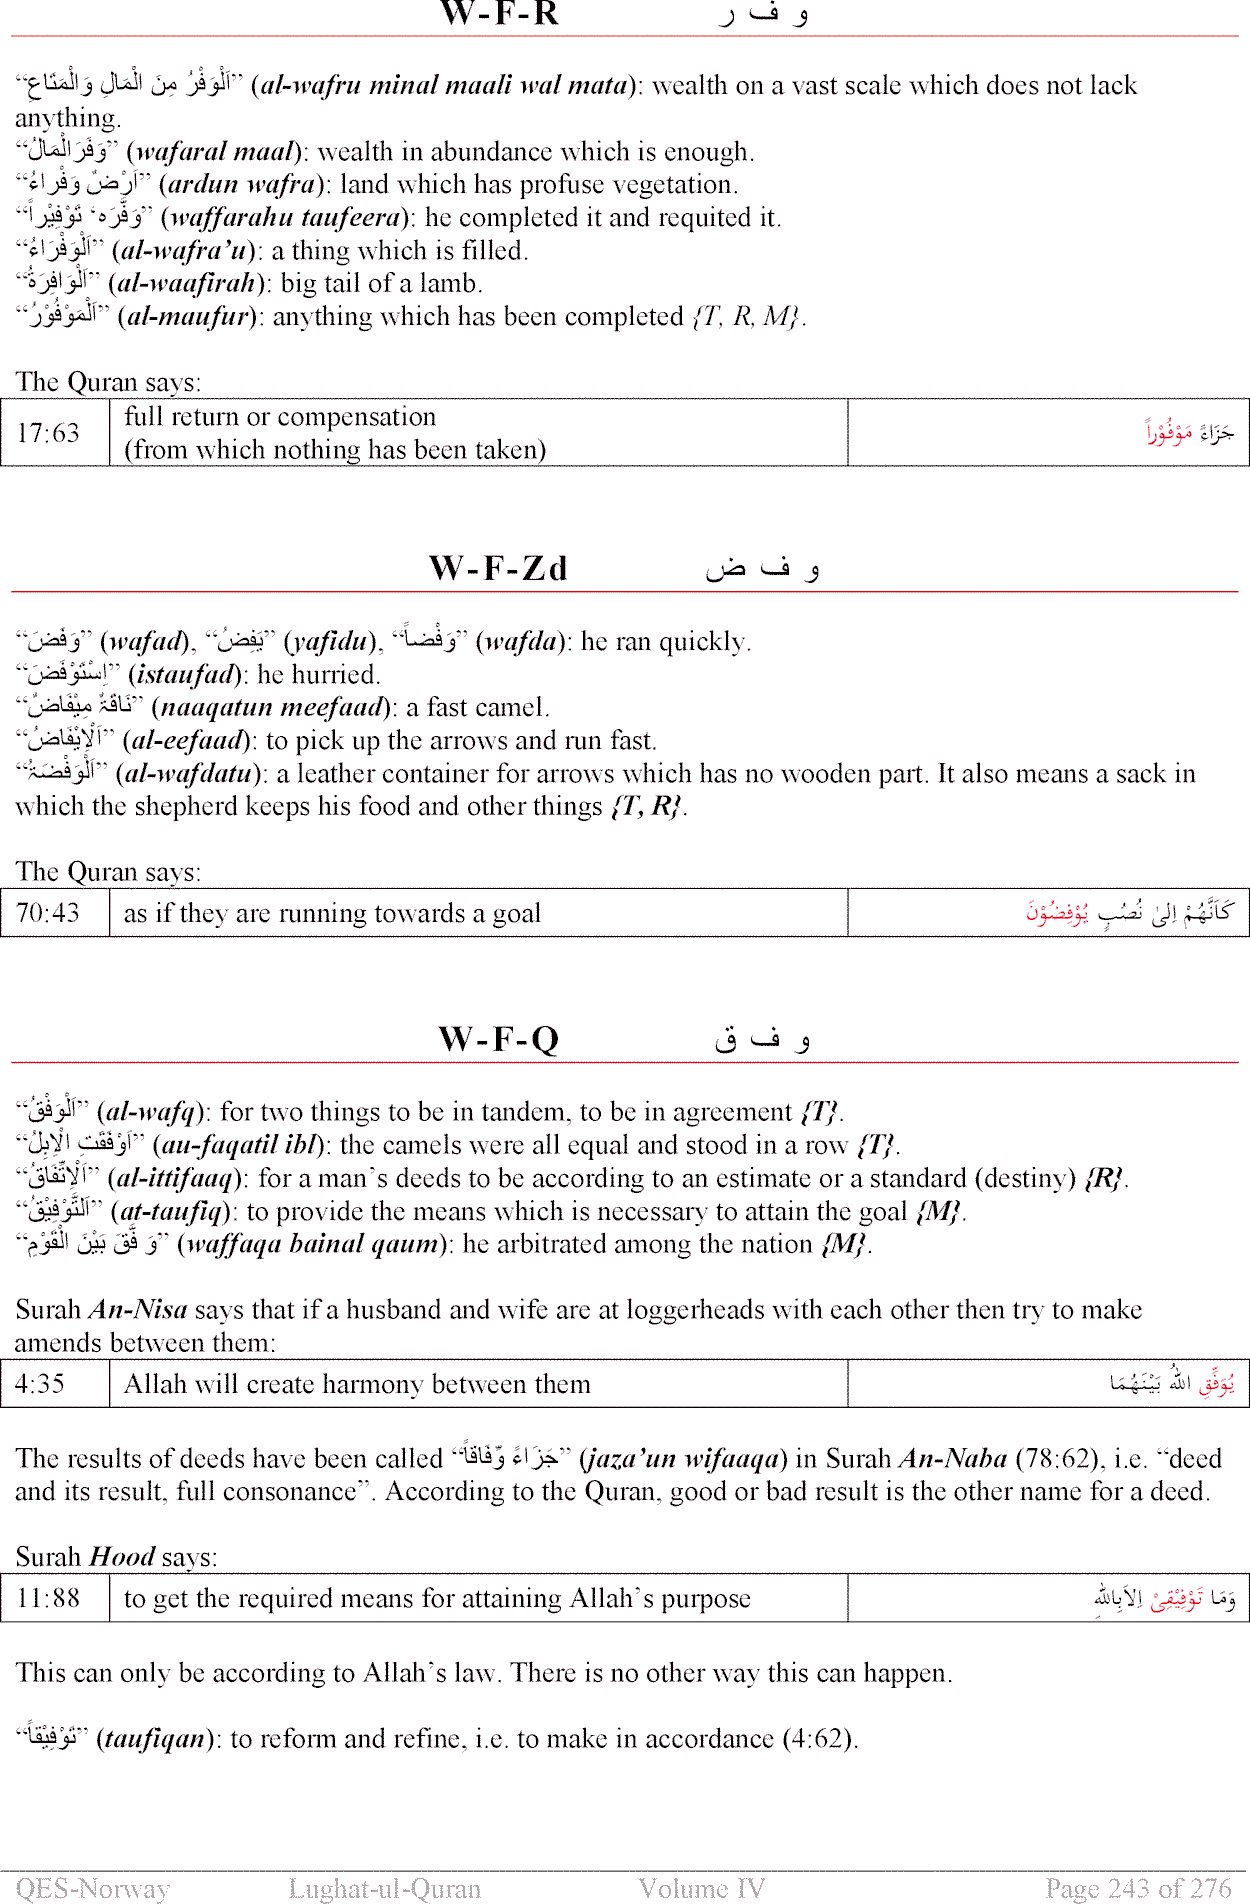 W-F-R و ف ر
“اَلْوَفْرُ مِنَ الْمَالِ وَالْمَتَاعِ” (al-wafru minal maali wal mata): wealth on a vast scale which does not lack
anything.
“وَفَرَالْمَالُ” (wafaral maal): wealth in abundance which is enough.
“اَرْضٌ وَفْراءُ” (ardun wafra): land which has profuse vegetation.
“وَفَّرَه‘ تَوْفِيْراً” (waffarahu taufeera): he completed it and requited it.
“اَلْوَفْرَاءُ” (al-wafra’u): a thing which is filled.
“اَلْوَافِرَةُ” (al-waafirah): big tail of a lamb.
“اَلْمَوْفُوْرُ” (al-maufur): anything which has been completed {T, R, M}.
The Quran says:
17:63 full return or compensation
(from which nothing has been taken) جَزَاءً مَوْفُوْراً
W-F-Zd و ف ض
“وَفَضَ” (wafad), “يَفِضُ” (yafidu), “وَفْضاً” (wafda): he ran quickly.
“اِسْتَوْفَضَ” (istaufad): he hurried.
“نَاقَۃٌ مِيْفَاضٌ” (naaqatun meefaad): a fast camel.
“اَلْاِيْفَاضُ” (al-eefaad): to pick up the arrows and run fast.
“اَلْوَفْضَۃُ” (al-wafdatu): a leather container for arrows which has no wooden part. It also means a sack in
which the shepherd keeps his food and other things {T, R}.
The Quran says:
70:43 as if they are running towards a goal كَاَنَّهُمْ اِلىٰ نُصُبٍ يُوْفِضُوْنَ
W-F-Q و ف ق
“اَلْوَفْقُ” (al-wafq): for two things to be in tandem, to be in agreement {T}.
“اَوْفَقَتِ الْاِبِلُ” (au-faqatil ibl): the camels were all equal and stood in a row {T}.
“اَلْاِتِّفَاقُ” (al-ittifaaq): for a man’s deeds to be according to an estimate or a standard (destiny) {R}.
“اَلتَّوْفِيْقُ” (at-taufiq): to provide the means which is necessary to attain the goal {M}.
“وَ فَّقَ بَيْنَ الْقَوْمِ” (waffaqa bainal qaum): he arbitrated among the nation {M}.
Surah An-Nisa says that if a husband and wife are at loggerheads with each other then try to make
amends between them:
4:35 Allah will create harmony between them يُوَفِّقِ اللهُ بَيْنَهُمَا
The results of deeds have been called “جَزَاءً وِّفَاقاً” (jaza’un wifaaqa) in Surah An-Naba (78:62), i.e. “deed
and its result, full consonance”. According to the Quran, good or bad result is the other name for a deed.
Surah Hood says:
11:88 to get the required means for attaining Allah’s purpose وَمَا تَوْفِيْقِىْ اِلاَبِاللهِ
This can only be according to Allah’s law. There is no other way this can happen.
“تَوْفِيْقاً” (taufiqan): to reform and refine, i.e. to make in accordance (4:62).
QES-Norway Lughat-ul-Quran Volume IV Page 243 of 276